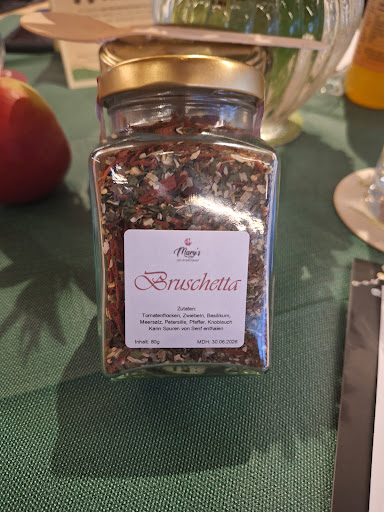 Mary's
Bruschetta
Zutaten:
Tomatenflocken, Zwiebeln, Basilikum,
Meersalz, Petersilie, Pfeffer, Knoblauch
Kann Spuren von Senf enthalten
Inhalt: 80g MDH: 30.06.2026